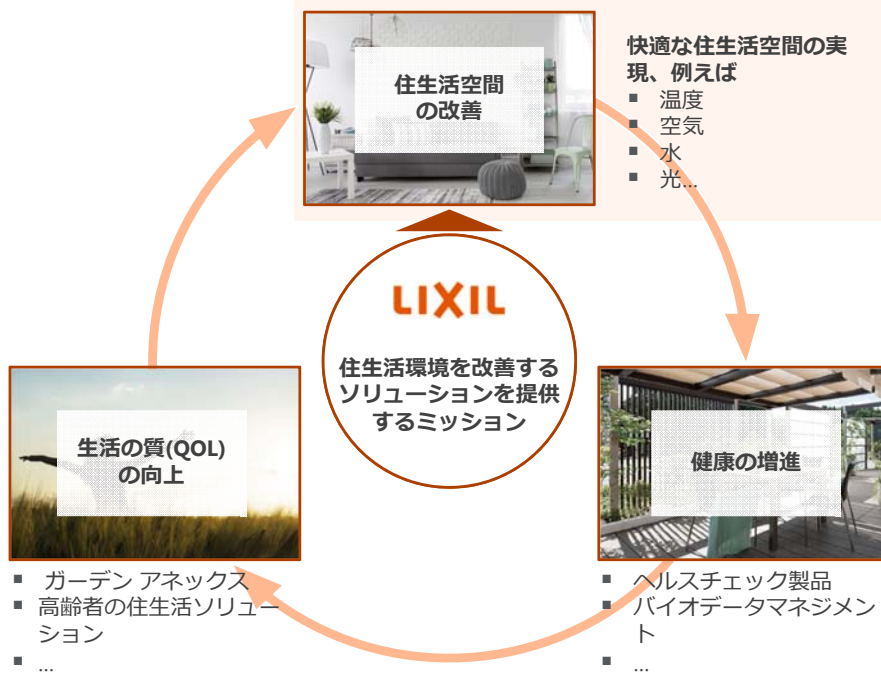 住生活空間
の改善
快適な住生活空間の実
現、例えば
▪ 温度
▪ 空気
▪ 水
▪ 光…
LIXIL
住生活環境を改善する
ソリューションを提供
するミッション
生活の質(QOL)
の向上
健康の増進
▪ ガーデン アネックス
▪ 高齢者の住生活ソリュー
ション
▪ …
▪ ヘルスチェック製品
▪ バイオデータマネジメン
ト
▪ …